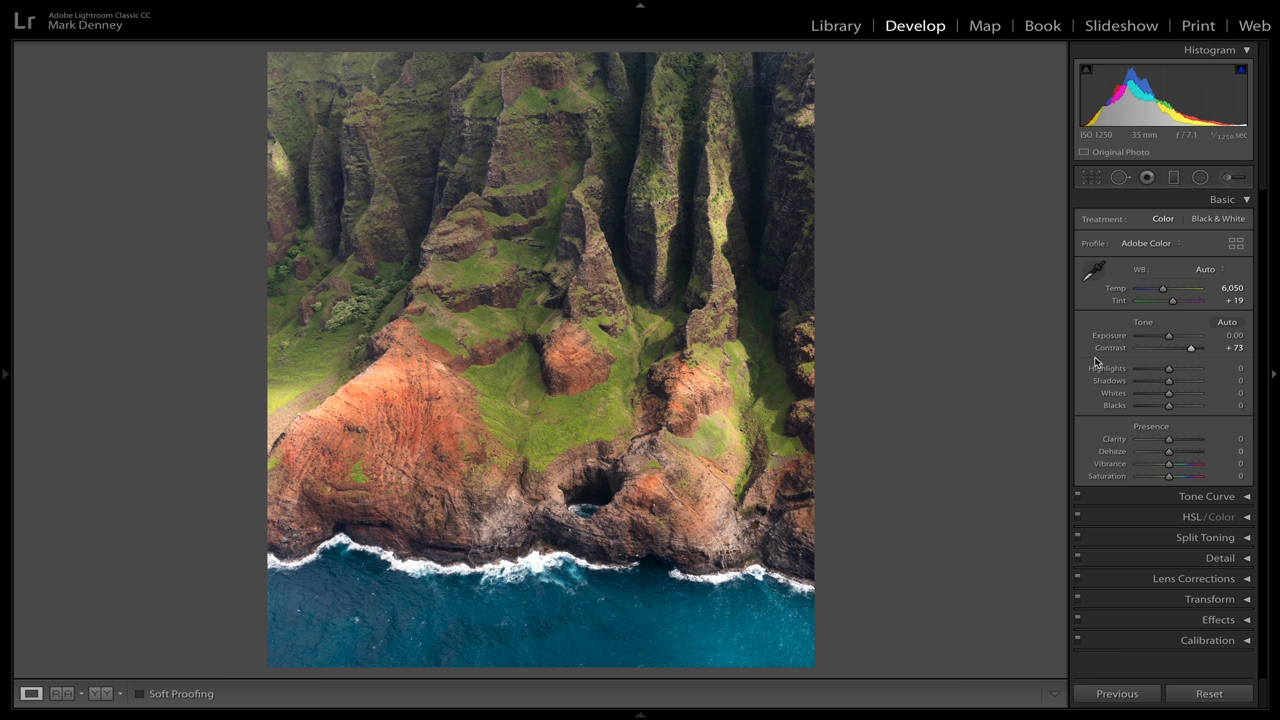 Lr
Adobe Lightroom Classic CC
Mark Denney
Library | Develop | Map | Book | Slideshow | Print | Web
Histogram
ISO 1250 35 mm ƒ / 7.1 1/1250 sec
Original Photo
Basic
Treatment : Color Black & White
Profile : Adobe Color
WB : Auto
Temp 6,050
Tint + 19
Tone Auto
Exposure 0.00
Contrast + 73
Highlights 0
Shadows 0
Whites 0
Blacks 0
Presence
Clarity 0
Dehaze 0
Vibrance 0
Saturation 0
Tone Curve
HSL / Color
Split Toning
Detail
Lens Corrections
Transform
Effects
Calibration
R A Y Y Soft Proofing
Previous Reset